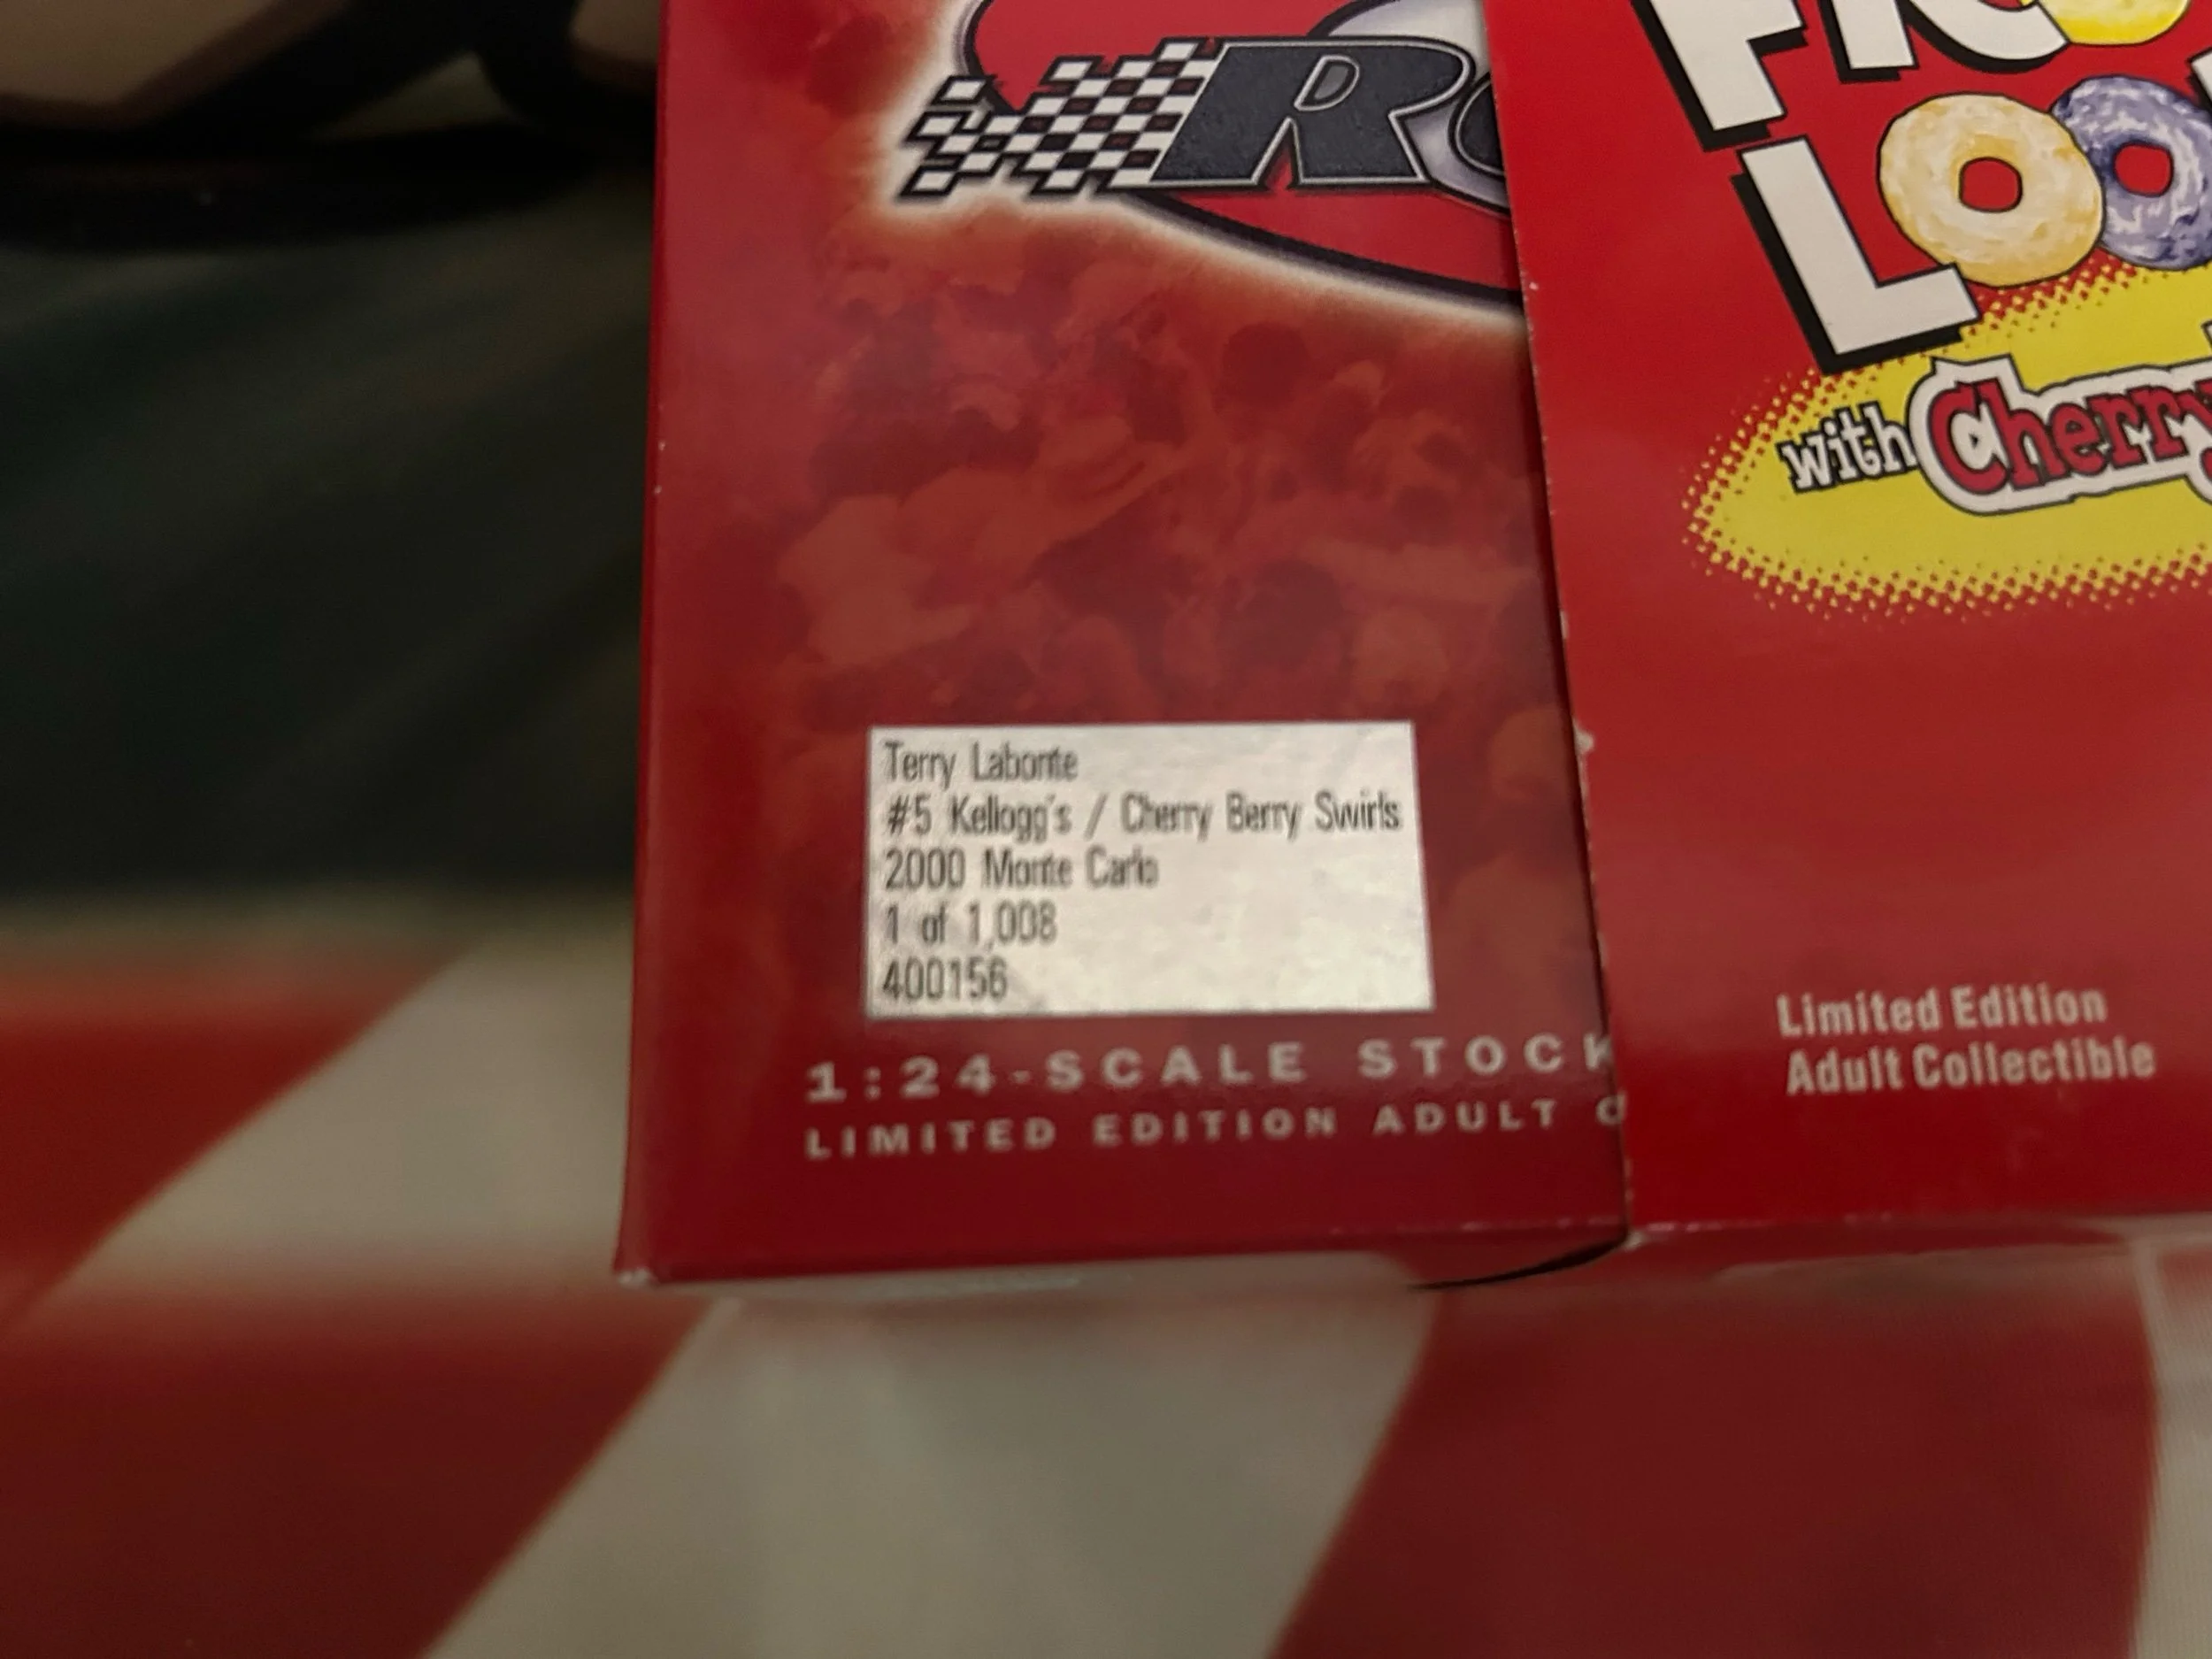 Terry Labonte
#5 Kellogg's / Cherry Berry Swirls
2000 Monte Carlo
1 of 1,008
400156
1:24-SCALE STOCK
LIMITED EDITION ADULT
with Cherry
Limited Edition
Adult Collectible